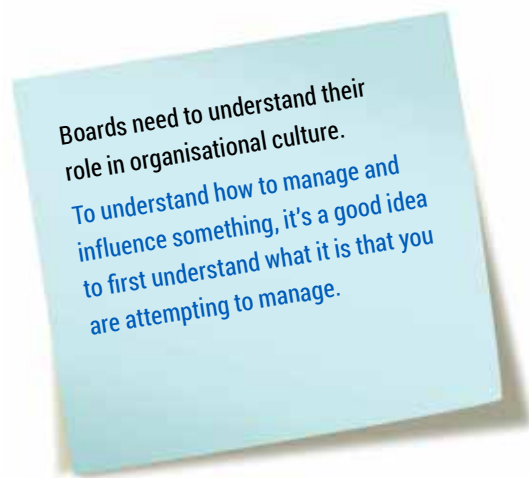 Boards need to understand their
role in organisational culture.
To understand how to manage and
influence something, it's a good idea
to first understand what it is that you
are attempting to manage.